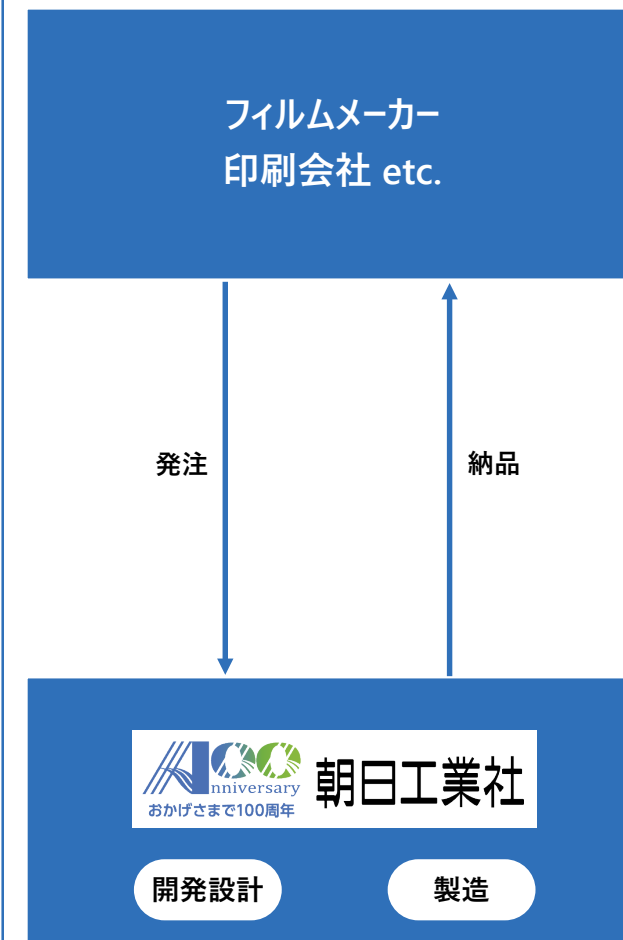 フィルムメーカー
印刷会社 etc.
発注
納品
A100
nniversary
おかげさまで100周年
朝日工業社
開発設計
製造